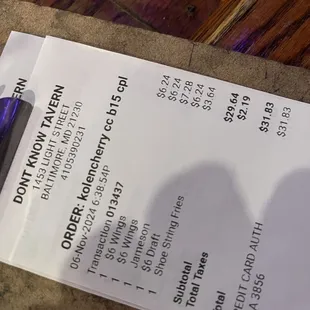 DONT KNOW TAVERN
1453 LIGHT STREET
BALTIMORE, MD 21230
4105390231
ORDER: kolencherry cc b15 cpl
06-Nov-2024 6:38:54P
Transaction 013437
1 $6 Wings $6.24
1 $6 Wings $6.24
1 Jameson $7.28
1 $6 Draft $6.24
1 Shoe String Fries $3.64
Subtotal $29.64
Total Taxes $2.19
otal $31.83
EDIT CARD AUTH $31.83
A 3856